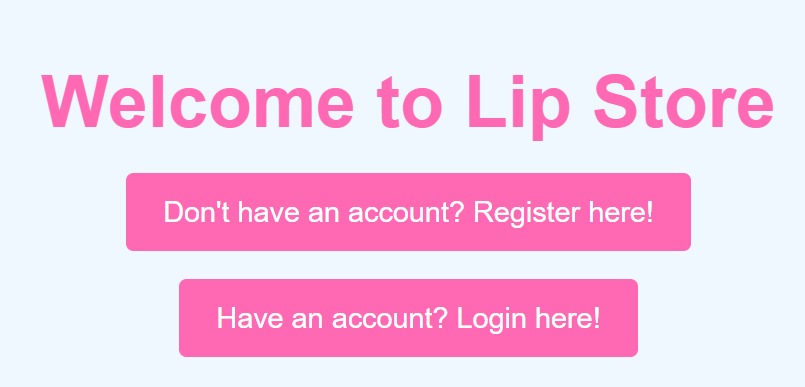 Welcome to Lip Store
Don't have an account? Register here!
Have an account? Login here!